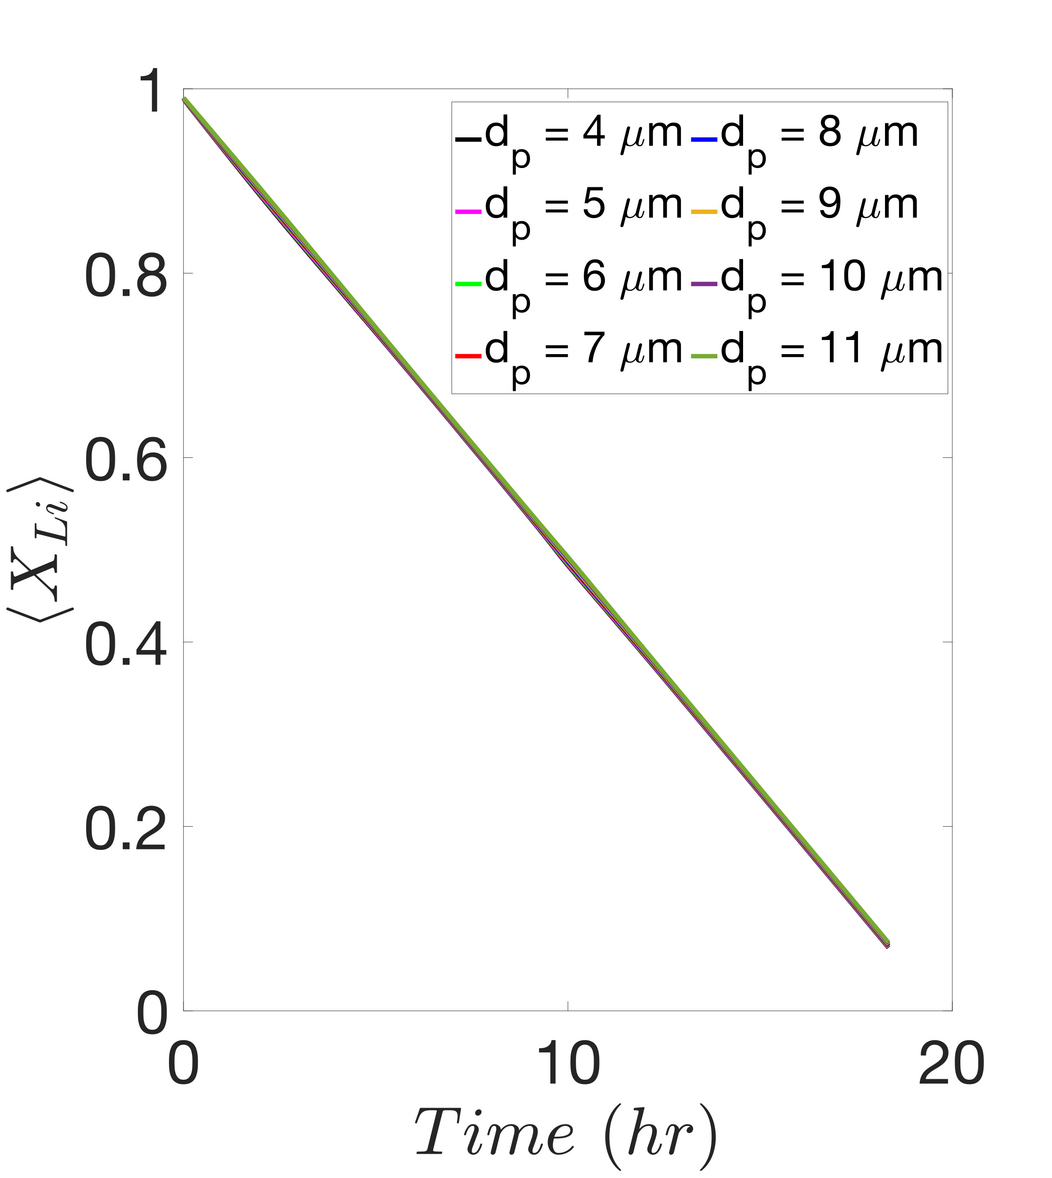 1
0.8
0.6
0.4
0.2
0
0 10 20
⟨X_{Li}⟩
Time (hr)
d_p = 4 μm d_p = 8 μm
d_p = 5 μm d_p = 9 μm
d_p = 6 μm d_p = 10 μm
d_p = 7 μm d_p = 11 μm